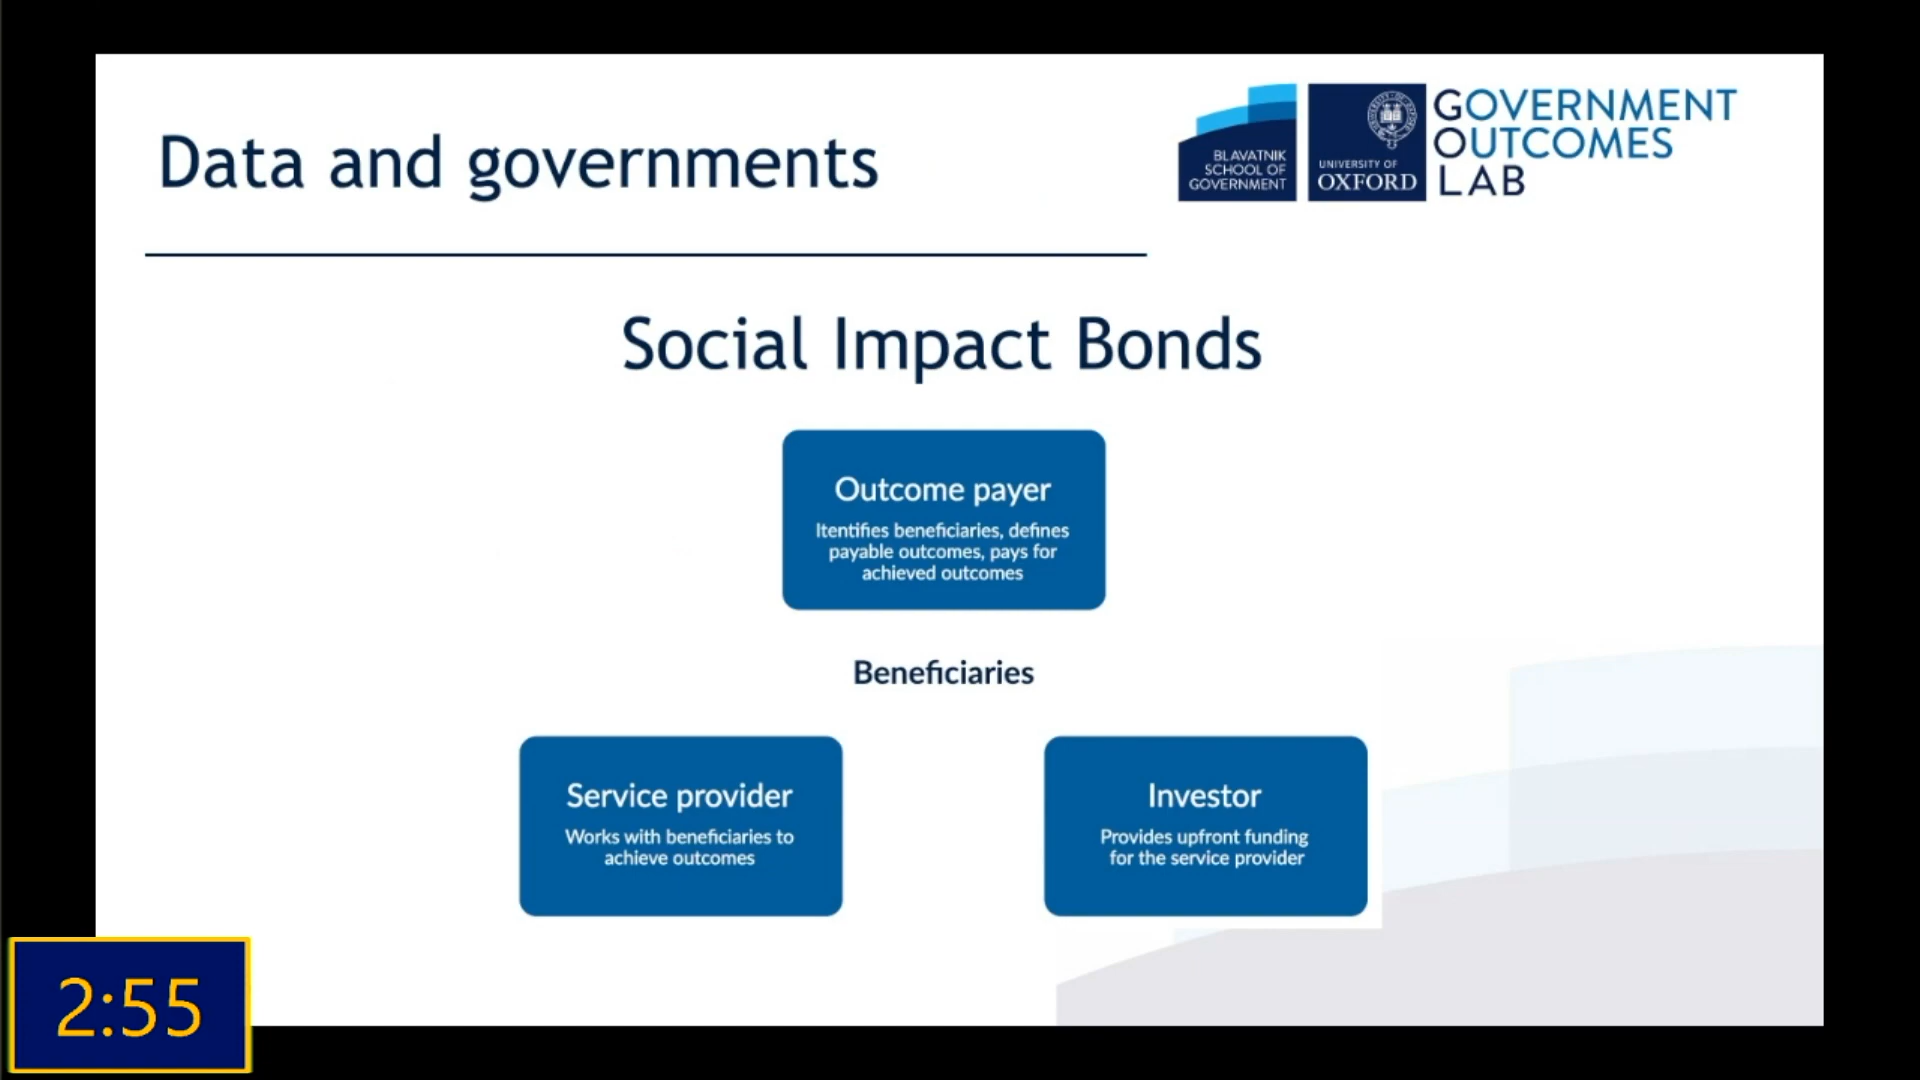 Data and governments
BLAVATNIK
SCHOOL OF
GOVERNMENT
UNIVERSITY OF
OXFORD
GOVERNMENT
OUTCOMES
LAB
Social Impact Bonds
Outcome payer
Itentifies beneficiaries, defines
payable outcomes, pays for
achieved outcomes
Beneficiaries
Service provider
Works with beneficiaries to
achieve outcomes
Investor
Provides upfront funding
for the service provider
2:55